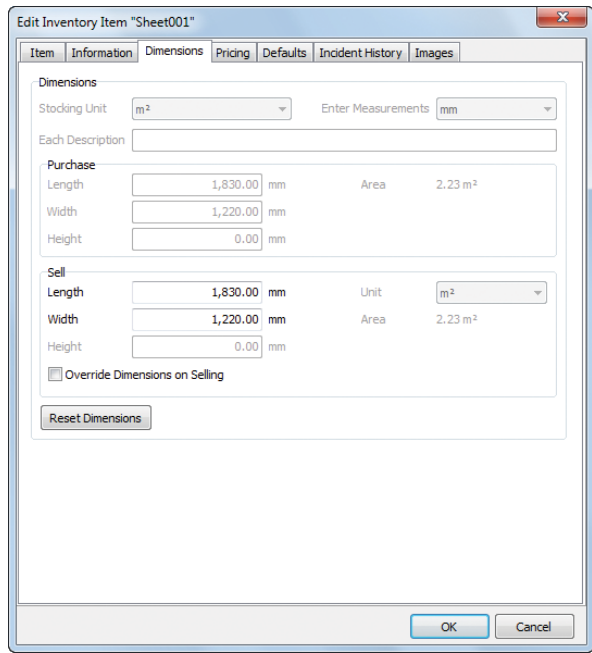 Edit Inventory Item "Sheet001"
x
Item Information Dimensions Pricing Defaults Incident History Images
Dimensions
Stocking Unit m² Enter Measurements mm
Each Description
Purchase
Length 1,830.00 mm Area 2.23 m²
Width 1,220.00 mm
Height 0.00 mm
Sell
Length 1,830.00 mm Unit m²
Width 1,220.00 mm Area 2.23 m²
Height 0.00 mm
Override Dimensions on Selling
Reset Dimensions
OK Cancel